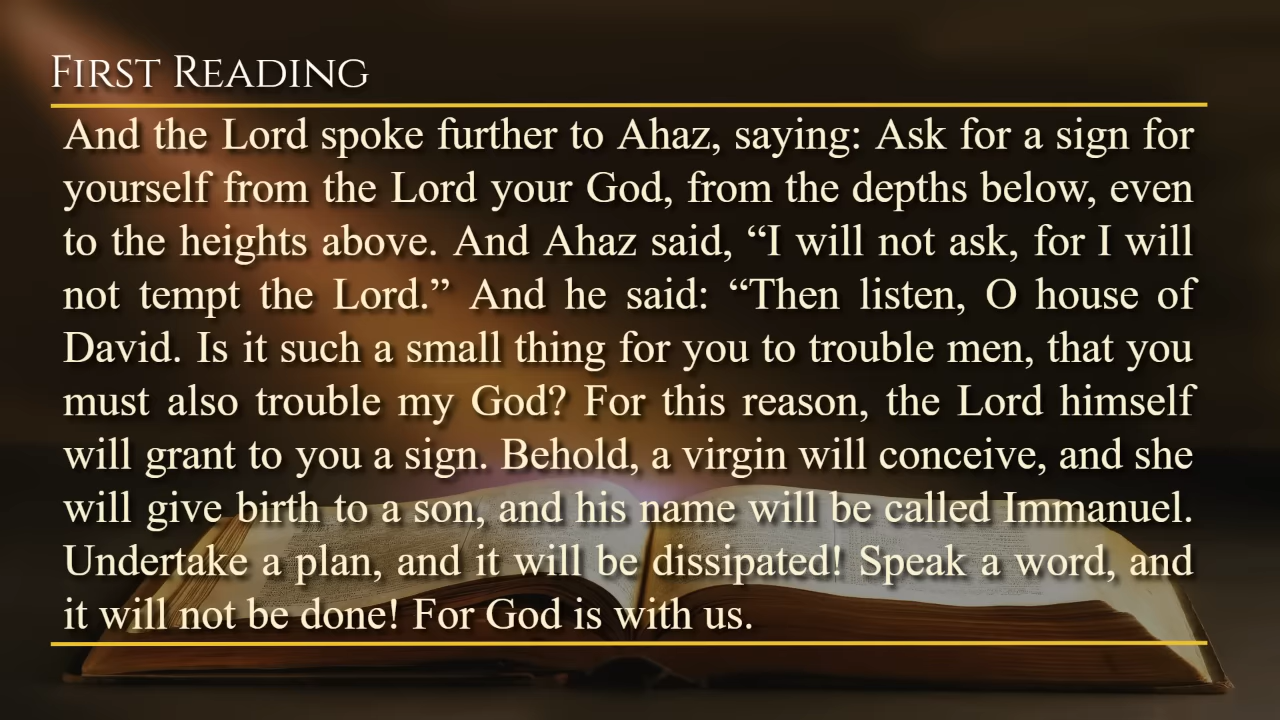 First Reading
And the Lord spoke further to Ahaz, saying: Ask for a sign for
yourself from the Lord your God, from the depths below, even
to the heights above. And Ahaz said, “I will not ask, for I will
not tempt the Lord.” And he said: “Then listen, O house of
David. Is it such a small thing for you to trouble men, that you
must also trouble my God? For this reason, the Lord himself
will grant to you a sign. Behold, a virgin will conceive, and she
will give birth to a son, and his name will be called Immanuel.
Undertake a plan, and it will be dissipated! Speak a word, and
it will not be done! For God is with us.